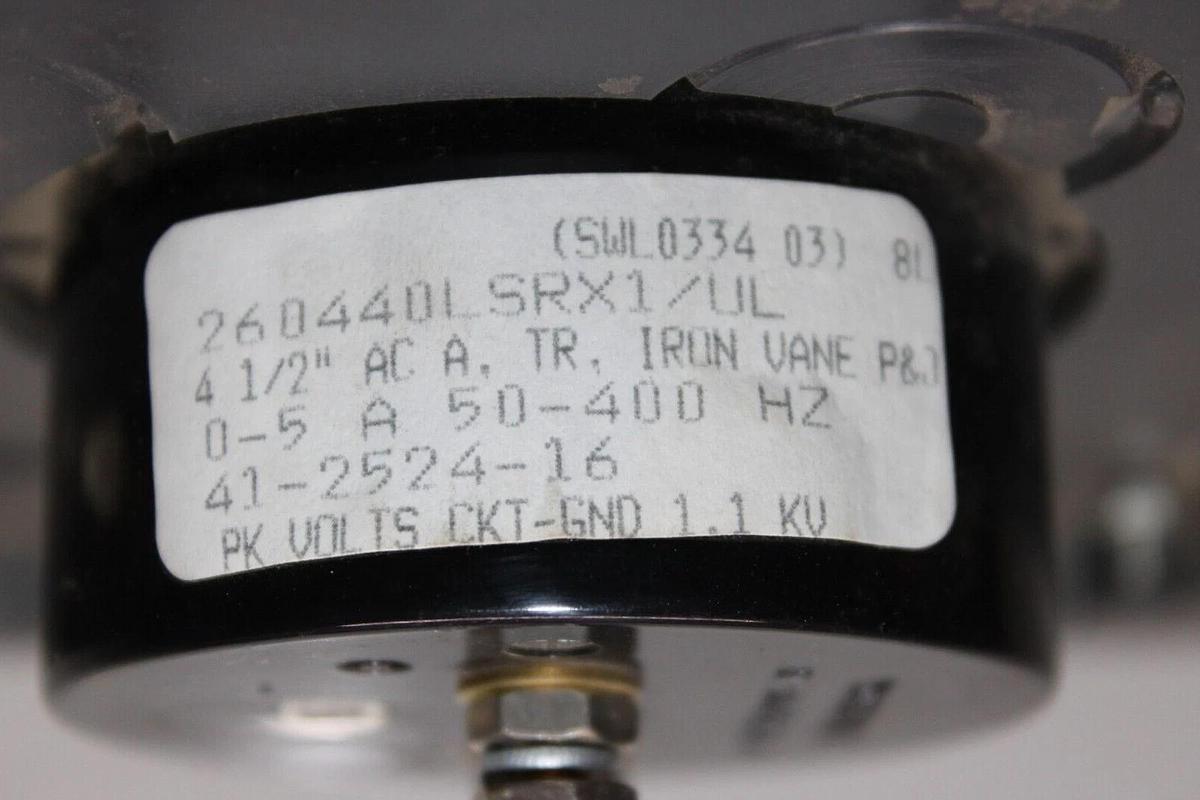 (SWL0334 03) 8L
260440LSRX1/UL
4 1/2" AC A. TR. IRON VANE P&J
0-5 A 50-400 HZ
41-2524-16
PK VOLTS CKT-GND 1.1 KV